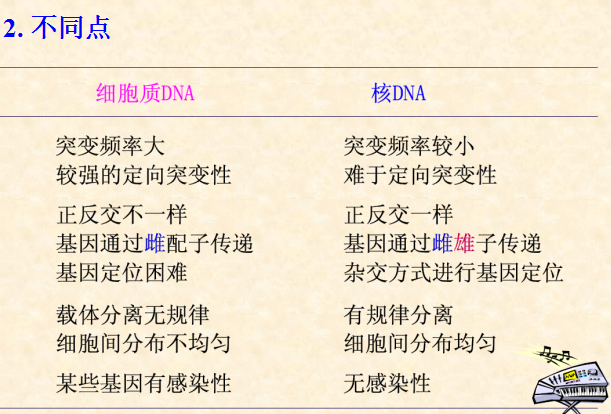 2. 不同点
细胞质DNA 核DNA
突变频率大 突变频率较小
较强的定向突变性 难于定向突变性
正反交不一样 正反交一样
基因通过雌配子传递 基因通过雌雄子传递
基因定位困难 杂交方式进行基因定位
载体分离无规律 有规律分离
细胞间分布不均匀 细胞间分布均匀
某些基因有感染性 无感染性